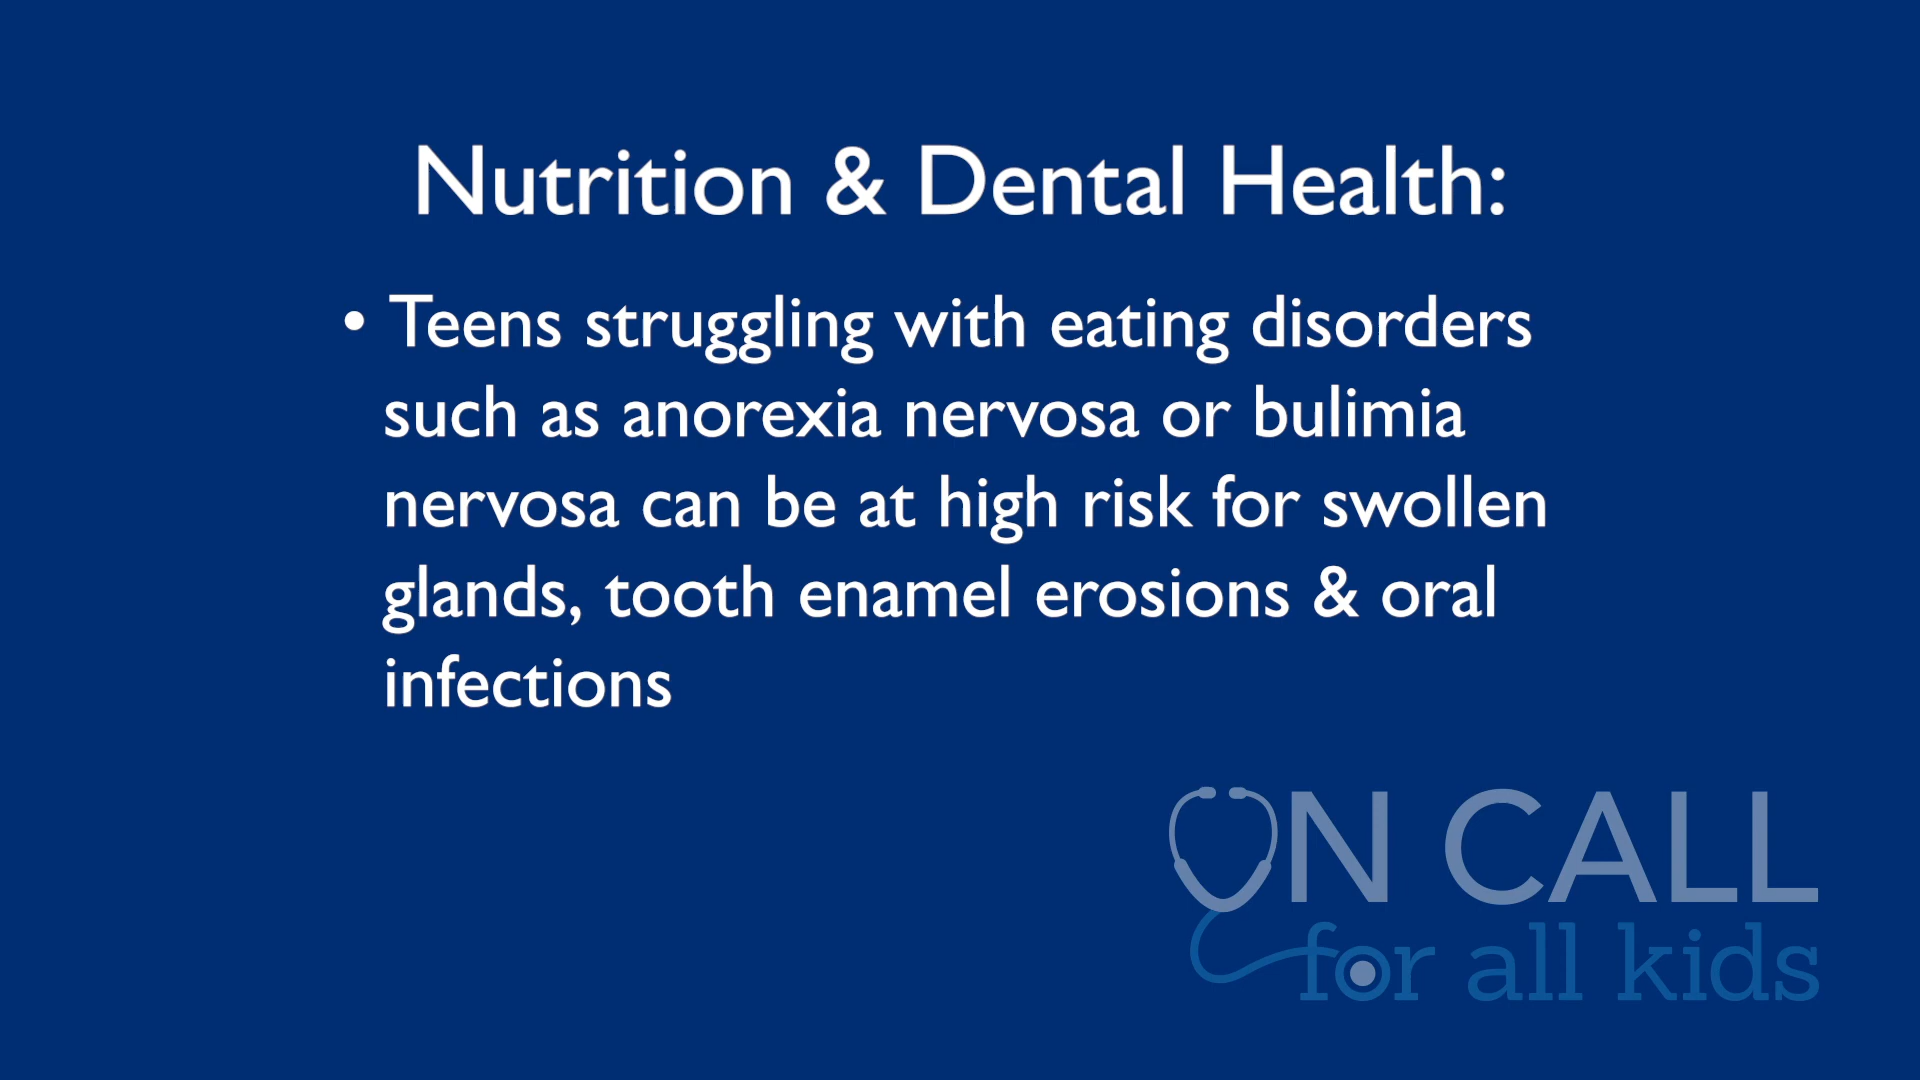 Nutrition & Dental Health:
• Teens struggling with eating disorders
such as anorexia nervosa or bulimia
nervosa can be at high risk for swollen
glands, tooth enamel erosions & oral
infections
ON CALL
for all kids